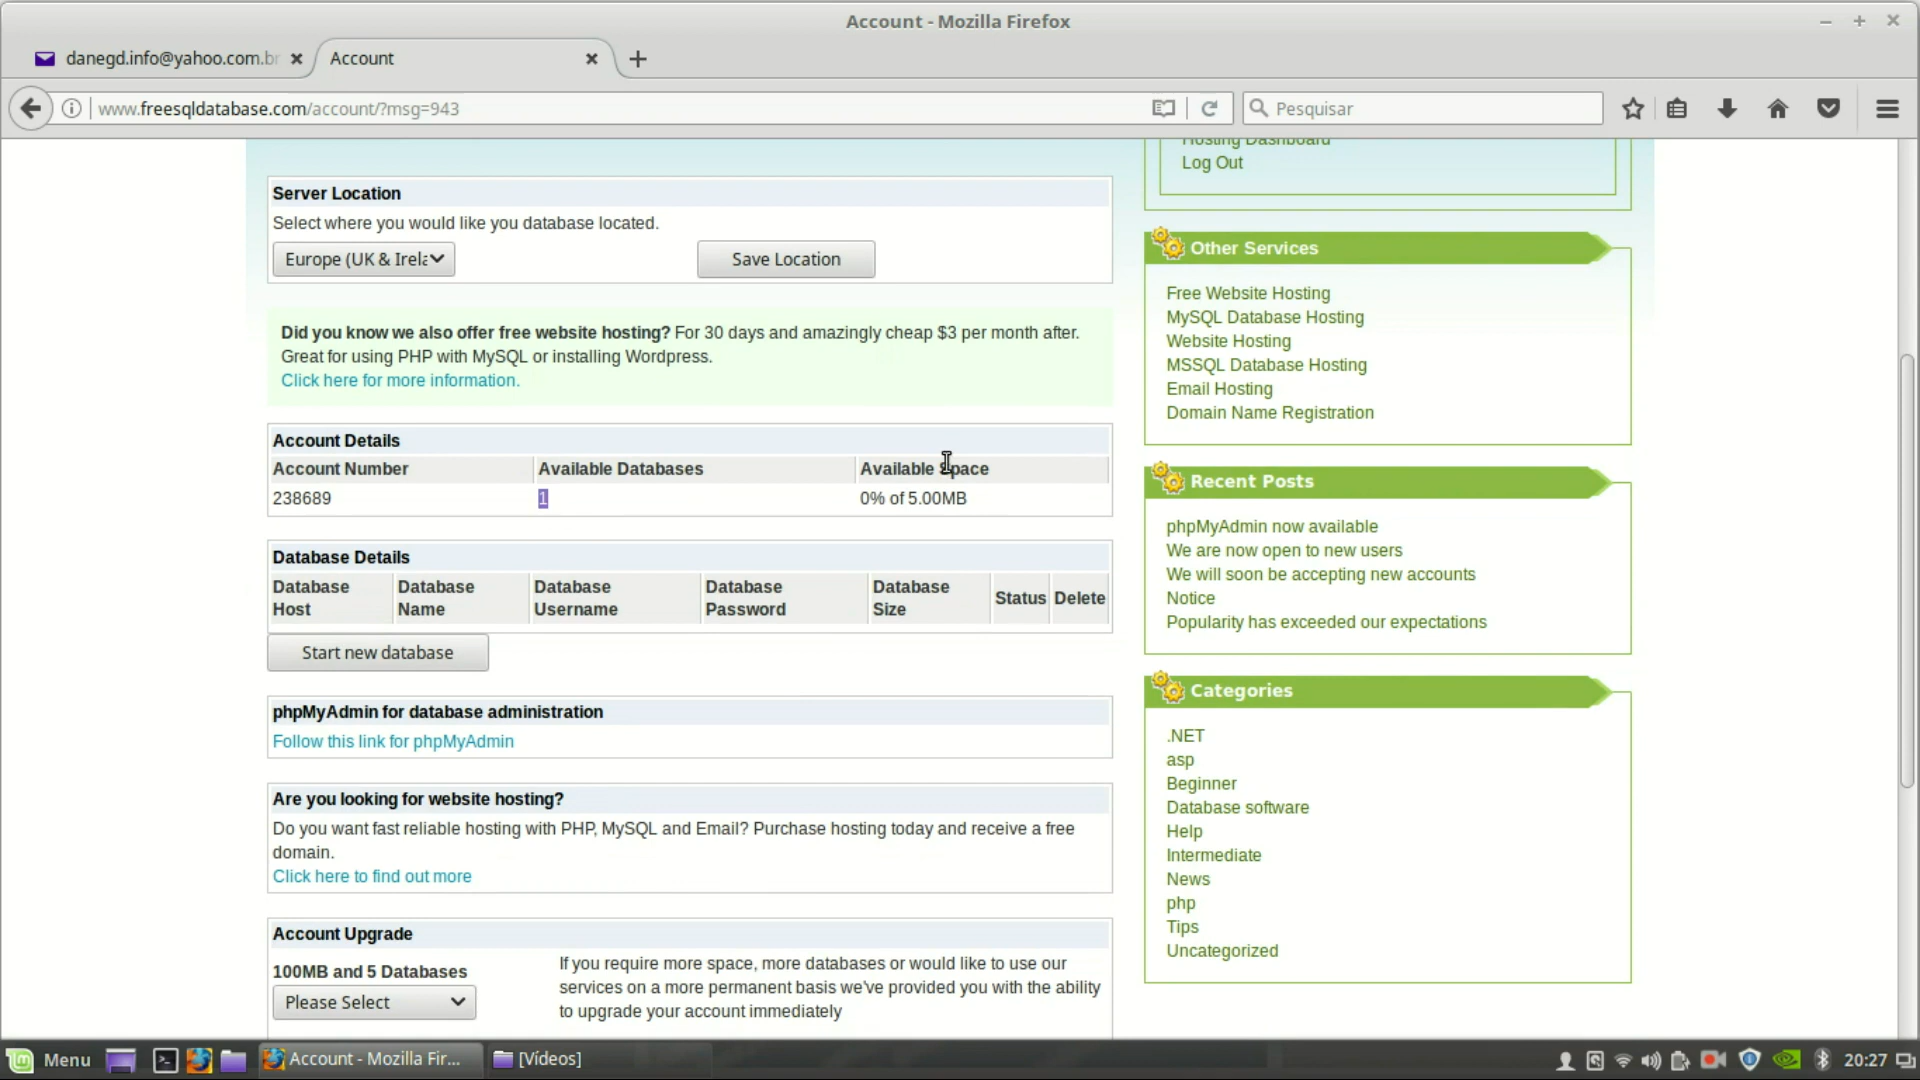 Account - Mozilla Firefox
danegd.info@yahoo.com.br
Account
www.freesqldatabase.com/account/?msg=943
Pesquisar
Server Location
Select where you would like you database located.
Europe (UK & Irela
Save Location
Did you know we also offer free website hosting? For 30 days and amazingly cheap $3 per month after.
Great for using PHP with MySQL or installing Wordpress.
Click here for more information.
Account Details
Account Number Available Databases Available Space
238689 1 0% of 5.00MB
Database Details
Database Host
Database Name
Database Username
Database Password
Database Size
Status
Delete
Start new database
phpMyAdmin for database administration
Follow this link for phpMyAdmin
Are you looking for website hosting?
Do you want fast reliable hosting with PHP, MySQL and Email? Purchase hosting today and receive a free
domain.
Click here to find out more
Account Upgrade
100MB and 5 Databases
Please Select
If you require more space, more databases or would like to use our
services on a more permanent basis we've provided you with the ability
to upgrade your account immediately
Hosting Dashboard
Log Out
Other Services
Free Website Hosting
MySQL Database Hosting
Website Hosting
MSSQL Database Hosting
Email Hosting
Domain Name Registration
Recent Posts
phpMyAdmin now available
We are now open to new users
We will soon be accepting new accounts
Notice
Popularity has exceeded our expectations
Categories
.NET
asp
Beginner
Database software
Help
Intermediate
News
php
Tips
Uncategorized
Menu
Account - Mozilla Fir...
[Vídeos]
20:27